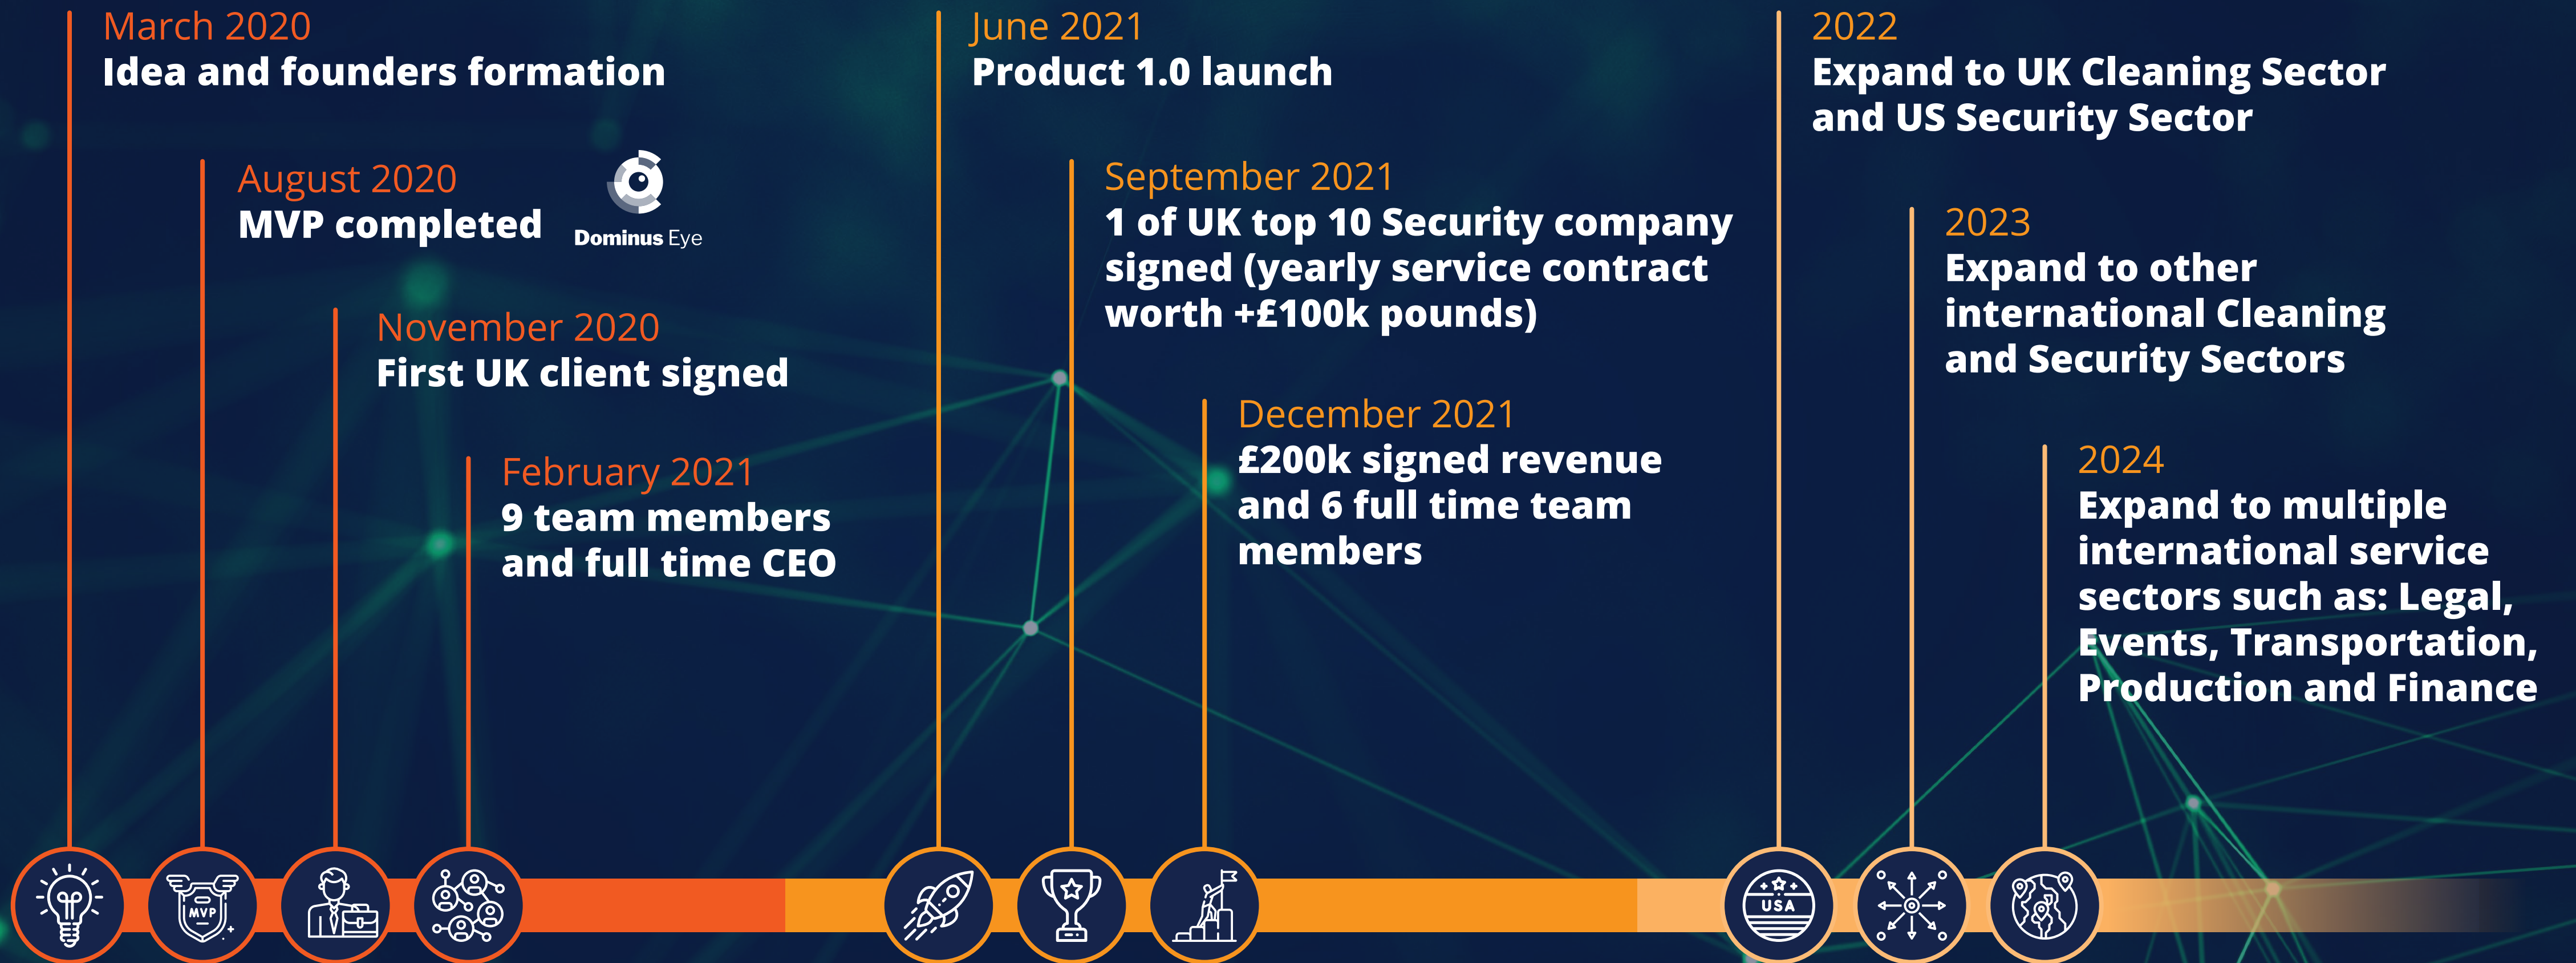 March 2020
Idea and founders formation
August 2020
MVP completed
Dominus Eye
November 2020
First UK client signed
February 2021
9 team members
and full time CEO
June 2021
Product 1.0 launch
September 2021
1 of UK top 10 Security company
signed (yearly service contract
worth +£100k pounds)
December 2021
£200k signed revenue
and 6 full time team
members
2022
Expand to UK Cleaning Sector
and US Security Sector
2023
Expand to other
international Cleaning
and Security Sectors
2024
Expand to multiple
international service
sectors such as: Legal,
Events, Transportation,
Production and Finance
MVP
USA